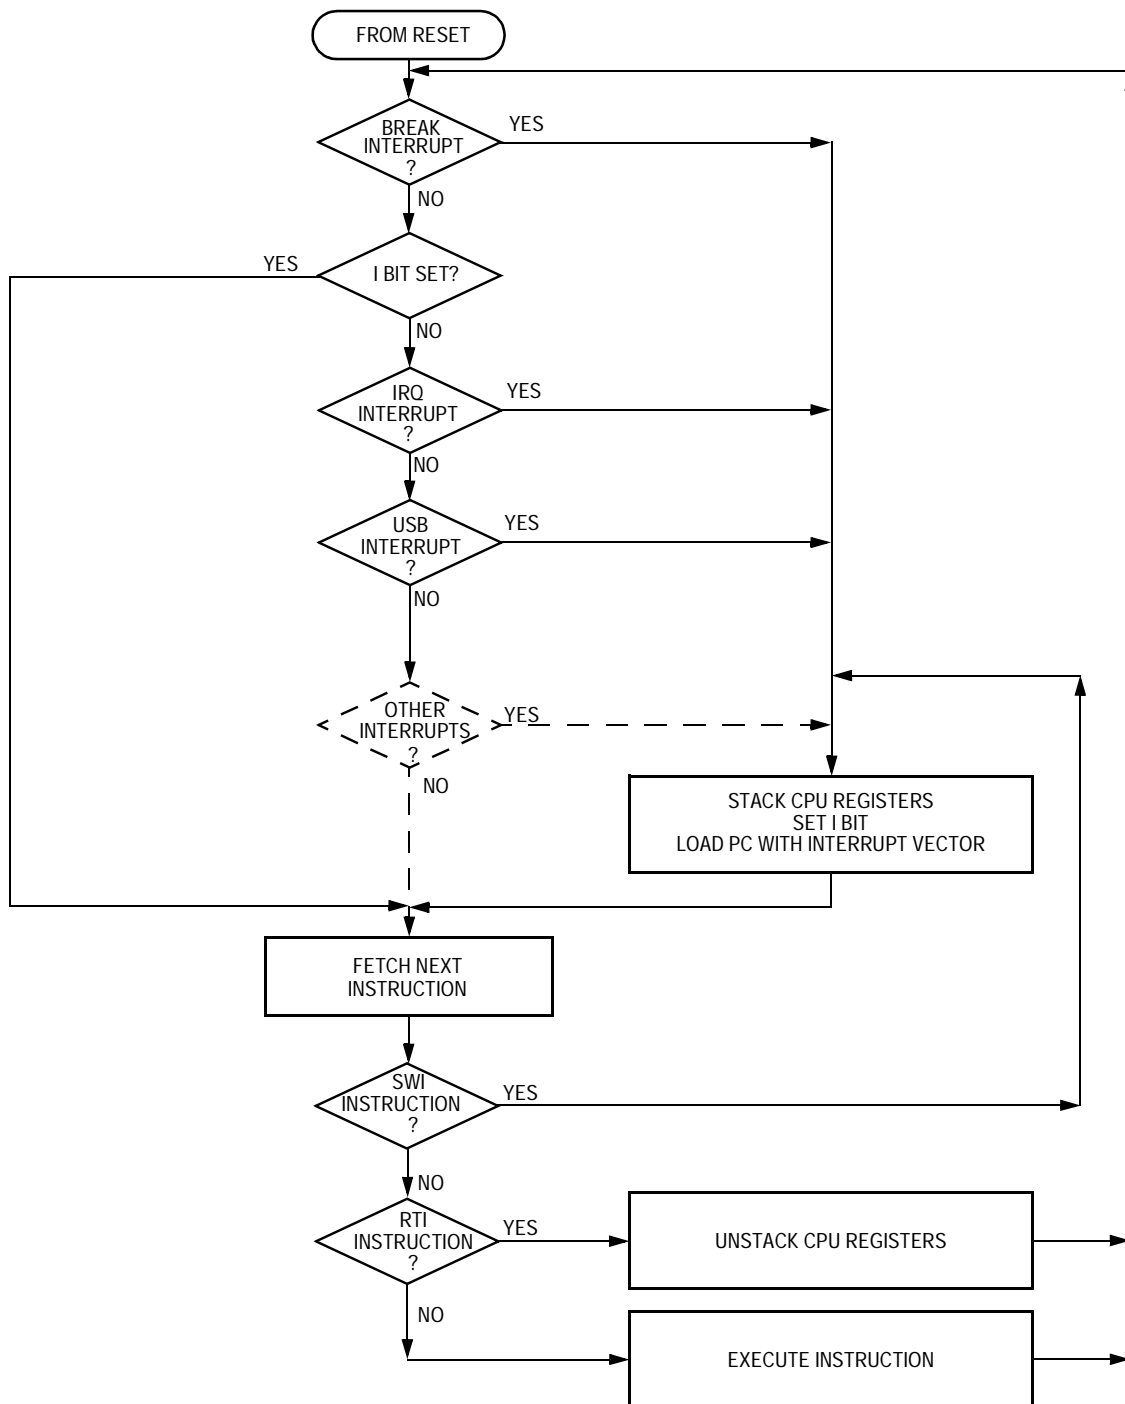 FROM RESET
BREAK
INTERRUPT
?
YES
NO
I BIT SET?
YES
NO
IRQ
INTERRUPT
?
YES
NO
USB
INTERRUPT
?
YES
NO
OTHER
INTERRUPTS
?
YES
NO
STACK CPU REGISTERS
SET I BIT
LOAD PC WITH INTERRUPT VECTOR
FETCH NEXT
INSTRUCTION
SWI
INSTRUCTION
?
YES
NO
RTI
INSTRUCTION
?
YES
UNSTACK CPU REGISTERS
NO
EXECUTE INSTRUCTION